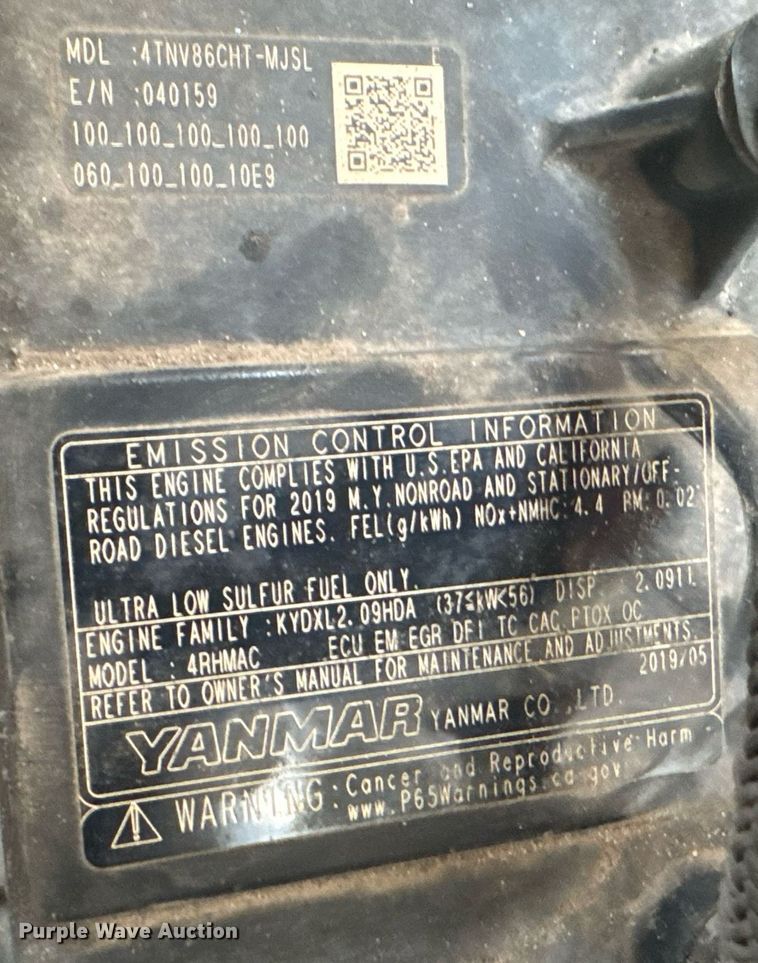 MDL :4TNV86CHT-MJSL E
E/N :040159
100_100_100_100_100
060_100_100_10E9
EMISSION CONTROL INFORMATION
THIS ENGINE COMPLIES WITH U.S.EPA AND CALIFORNIA
REGULATIONS FOR 2019 M.Y.NONROAD AND STATIONARY/OFF-
ROAD DIESEL ENGINES. FEL(g/kWh) NOx+NMHC:4.4 PM:0.02
ULTRA LOW SULFUR FUEL ONLY.
ENGINE FAMILY :KYDXL2.09HDA (37≤kW<56) DISP. 2.091L
MODEL : 4RHMAC ECU EM EGR DFI TC CAC PTOX OC
REFER TO OWNER'S MANUAL FOR MAINTENANCE AND ADJUSTMENTS.
2019/05
YANMAR YANMAR CO.,LTD.
WARNING: Cancer and Reproductive Harm
www.P65Warnings.ca.gov
Purple Wave Auction